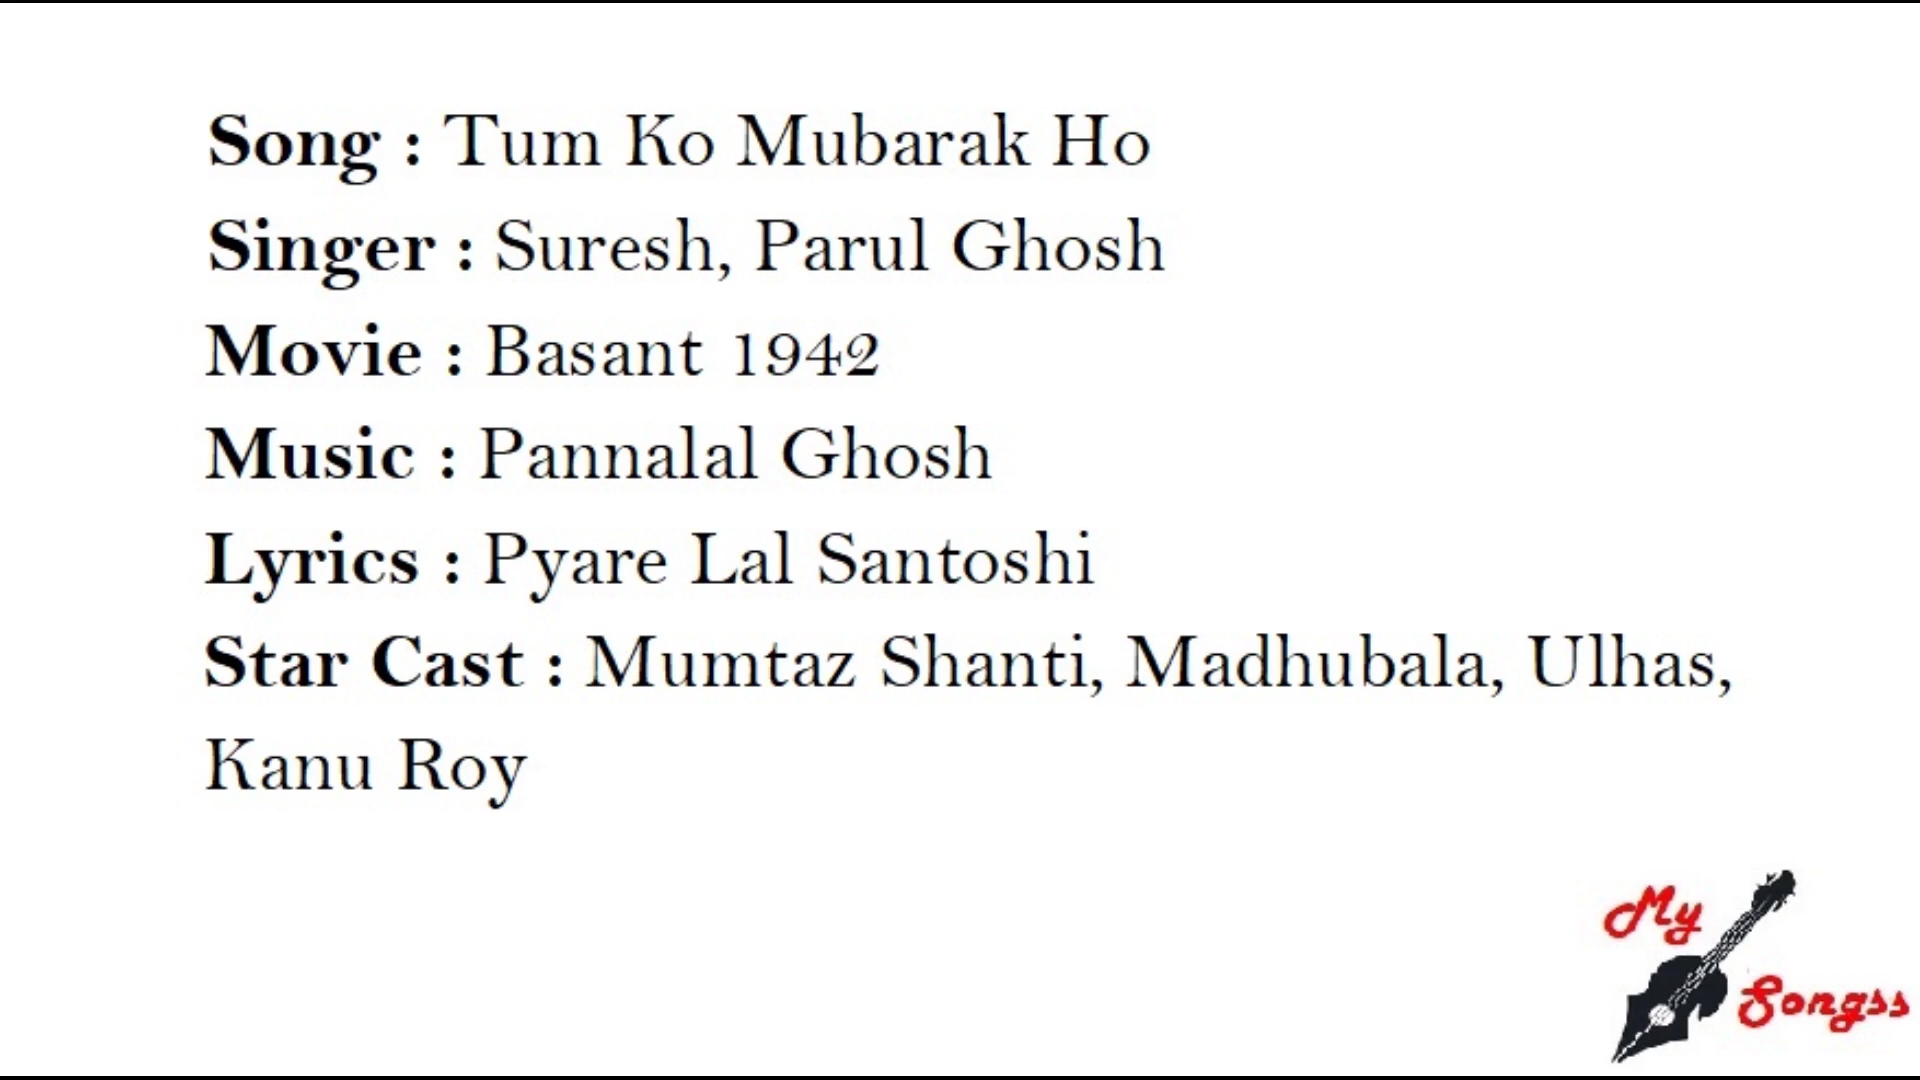 Song : Tum Ko Mubarak Ho
Singer : Suresh, Parul Ghosh
Movie : Basant 1942
Music : Pannalal Ghosh
Lyrics : Pyare Lal Santoshi
Star Cast : Mumtaz Shanti, Madhubala, Ulhas,
Kanu Roy
My
Songss